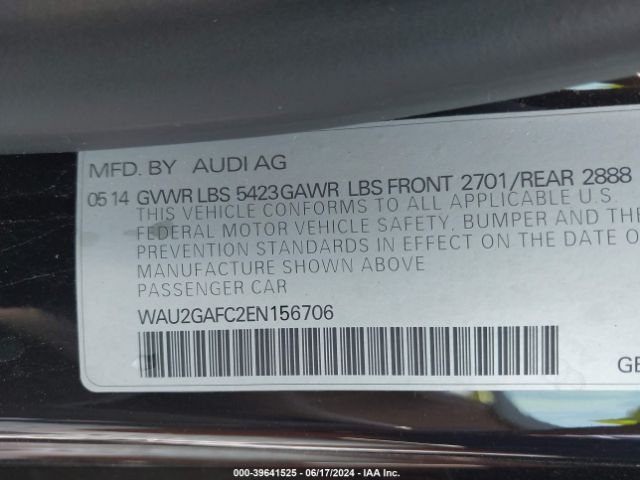 MFD. BY AUDI AG
05 14 GVWR LBS 5423 GAWR LBS FRONT 2701/REAR 2888
THIS VEHICLE CONFORMS TO ALL APPLICABLE U.S.
FEDERAL MOTOR VEHICLE SAFETY, BUMPER AND THE
PREVENTION STANDARDS IN EFFECT ON THE DATE O
MANUFACTURE SHOWN ABOVE
PASSENGER CAR
WAU2GAFC2EN156706
GE
000-39641525 - 06/17/2024 - IAA Inc.